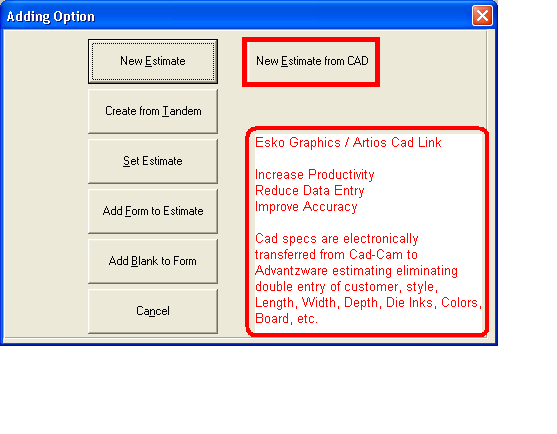 Adding Option
New Estimate
New Estimate from CAD
Create from Tandem
Set Estimate
Add Form to Estimate
Add Blank to Form
Cancel
Esko Graphics / Artios Cad Link
Increase Productivity
Reduce Data Entry
Improve Accuracy
Cad specs are electronically
transferred from Cad-Cam to
Advantzware estimating eliminating
double entry of customer, style,
Length, Width, Depth, Die Inks, Colors,
Board, etc.